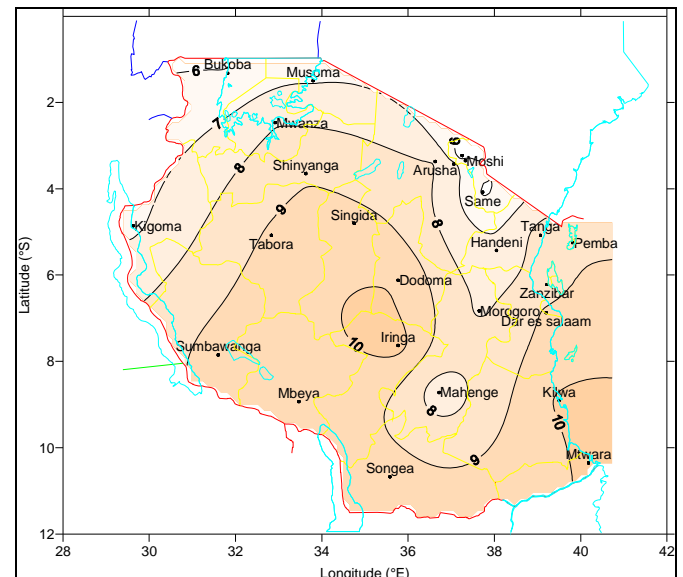 6
Bukoba
Musoma
2
7
Mwanza
6
Moshi
8
Shinyanga
Arusha
4
Same
9
Singida
8
Kigoma
Tabora
Handeni
Tanga
Pemba
6
Dodoma
Zanzibar
Morogoro
Dar es salaam
10
Iringa
Sumbawanga
8
Mbeya
Mahenge
8
Kilwa
10
9
10
Mtwara
Songea
12
28
30
32
34
36
38
40
42
Latitude (°S)
Longitude (°E)